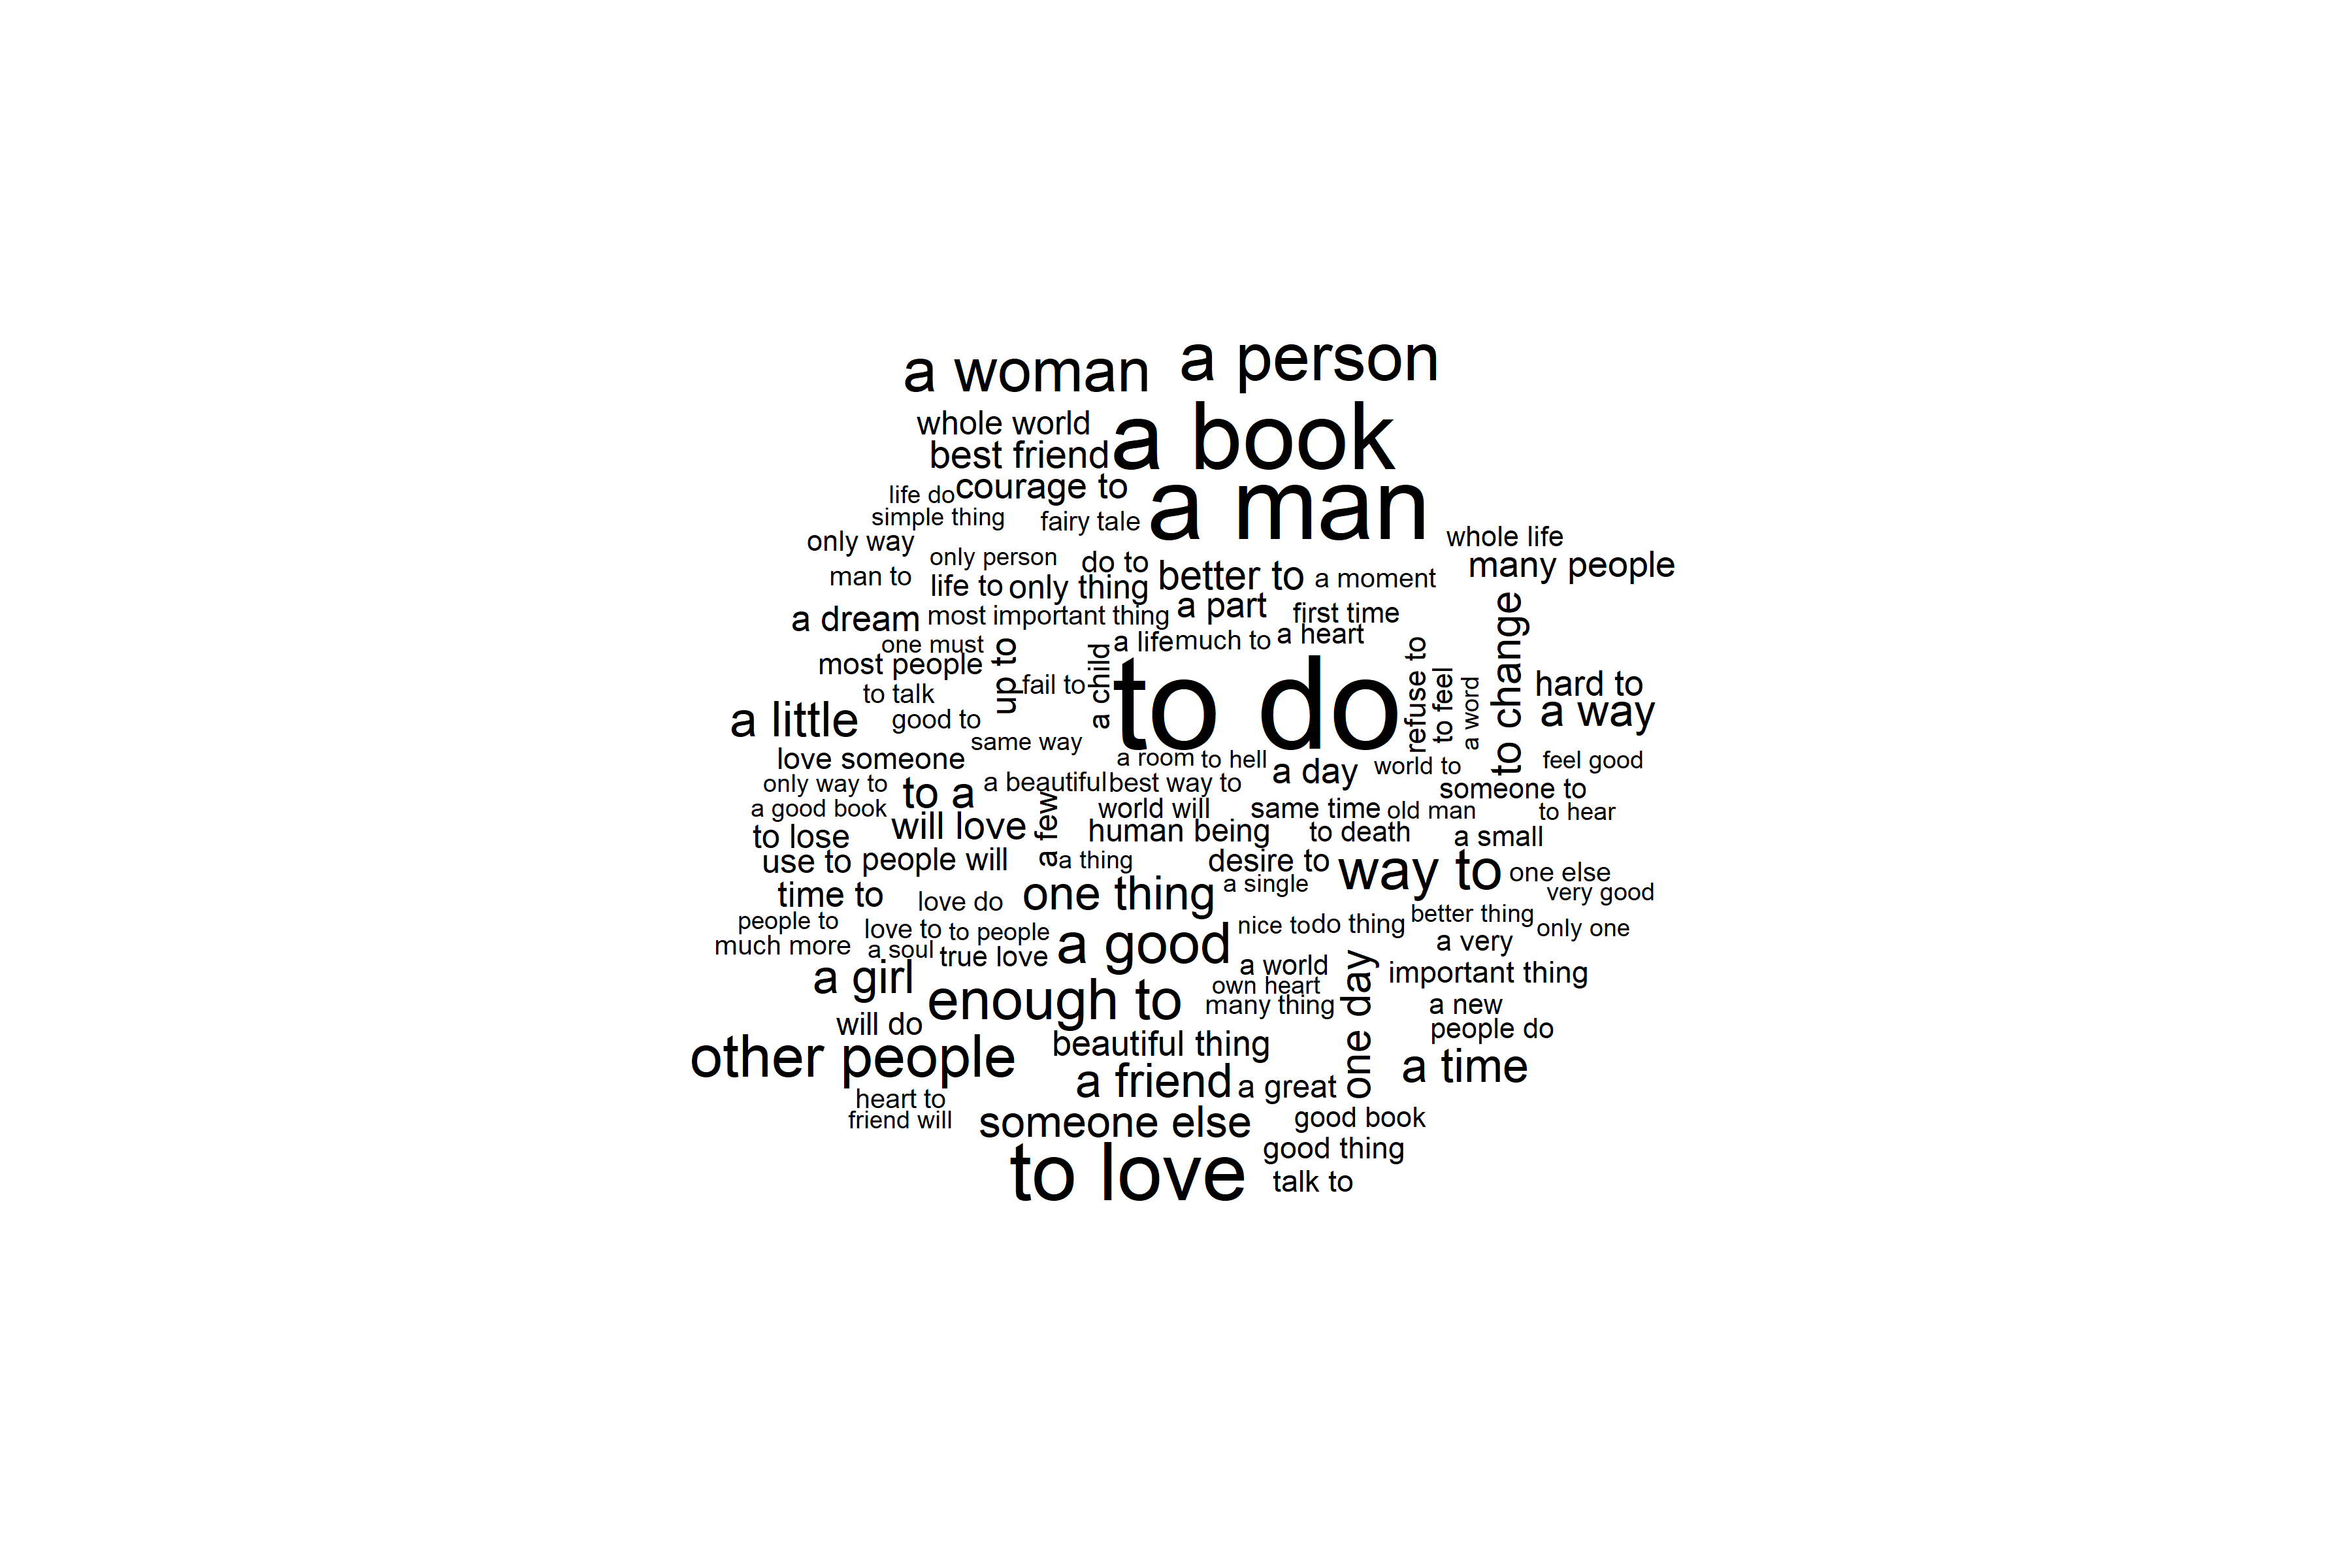 a woman
a person
whole world
a book
best friend
courage to
life do
a man
simple thing
fairy tale
only way
whole life
only person
do to
many people
man to
life to
only thing
better to
a moment
a dream
most important thing
a part
first time
one must
a life
much to
a heart
to change
most people
up to
a child
to do
refuse to
to feel
a word
hard to
to talk
fail to
a little
good to
a way
same way
love someone
a room
to hell
a day
world to
feel good
only way to
to a
a beautiful
best way to
someone to
a good book
a few
world will
same time
old man
to hear
to lose
will love
human being
to death
a small
use to
people will
a thing
desire to
way to
one else
time to
love do
one thing
a single
very good
people to
love to
to people
a good
nice to
do thing
better thing
only one
much more
a soul
true love
a very
a girl
a world
one day
important thing
enough to
own heart
many thing
a new
will do
people do
other people
beautiful thing
a time
a friend
a great
heart to
friend will
someone else
good book
good thing
to love
talk to